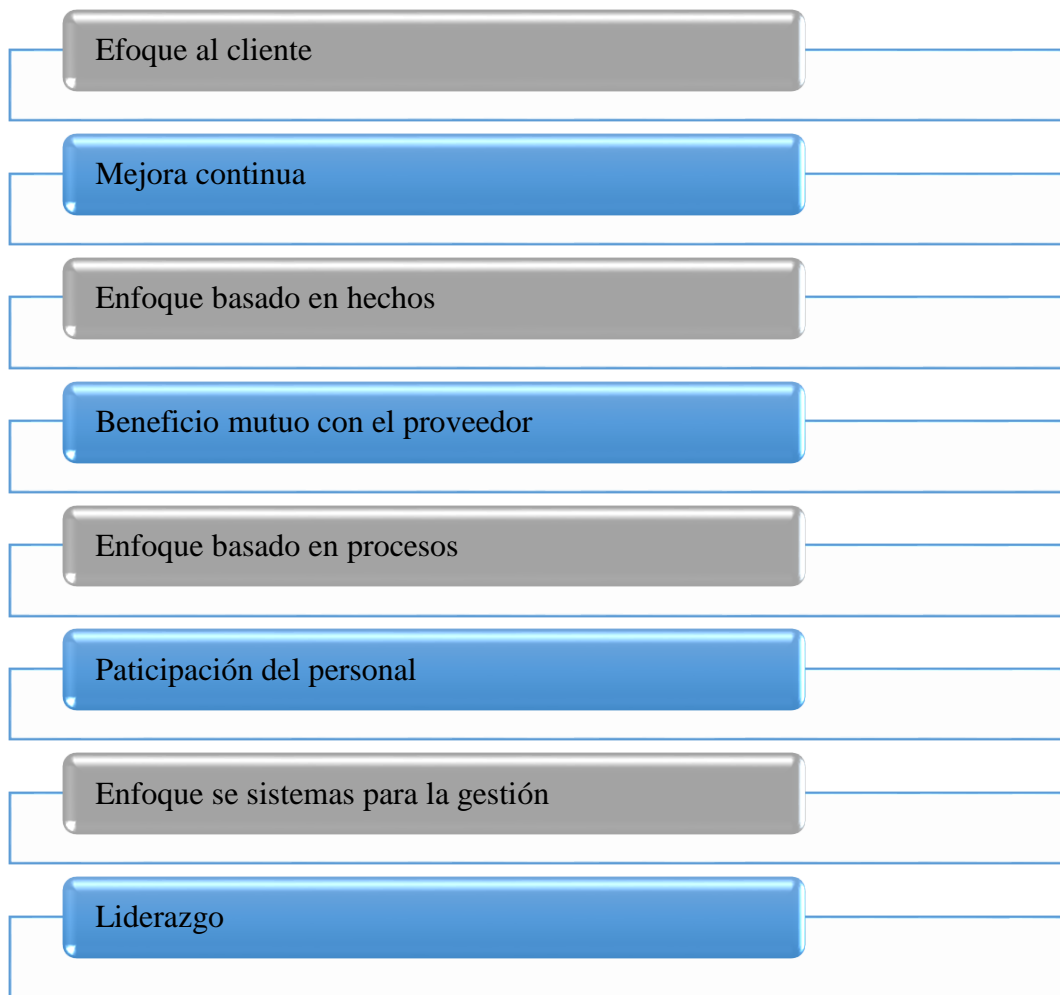 Efoque al cliente
Mejora continua
Enfoque basado en hechos
Beneficio mutuo con el proveedor
Enfoque basado en procesos
Paticipación del personal
Enfoque se sistemas para la gestión
Liderazgo